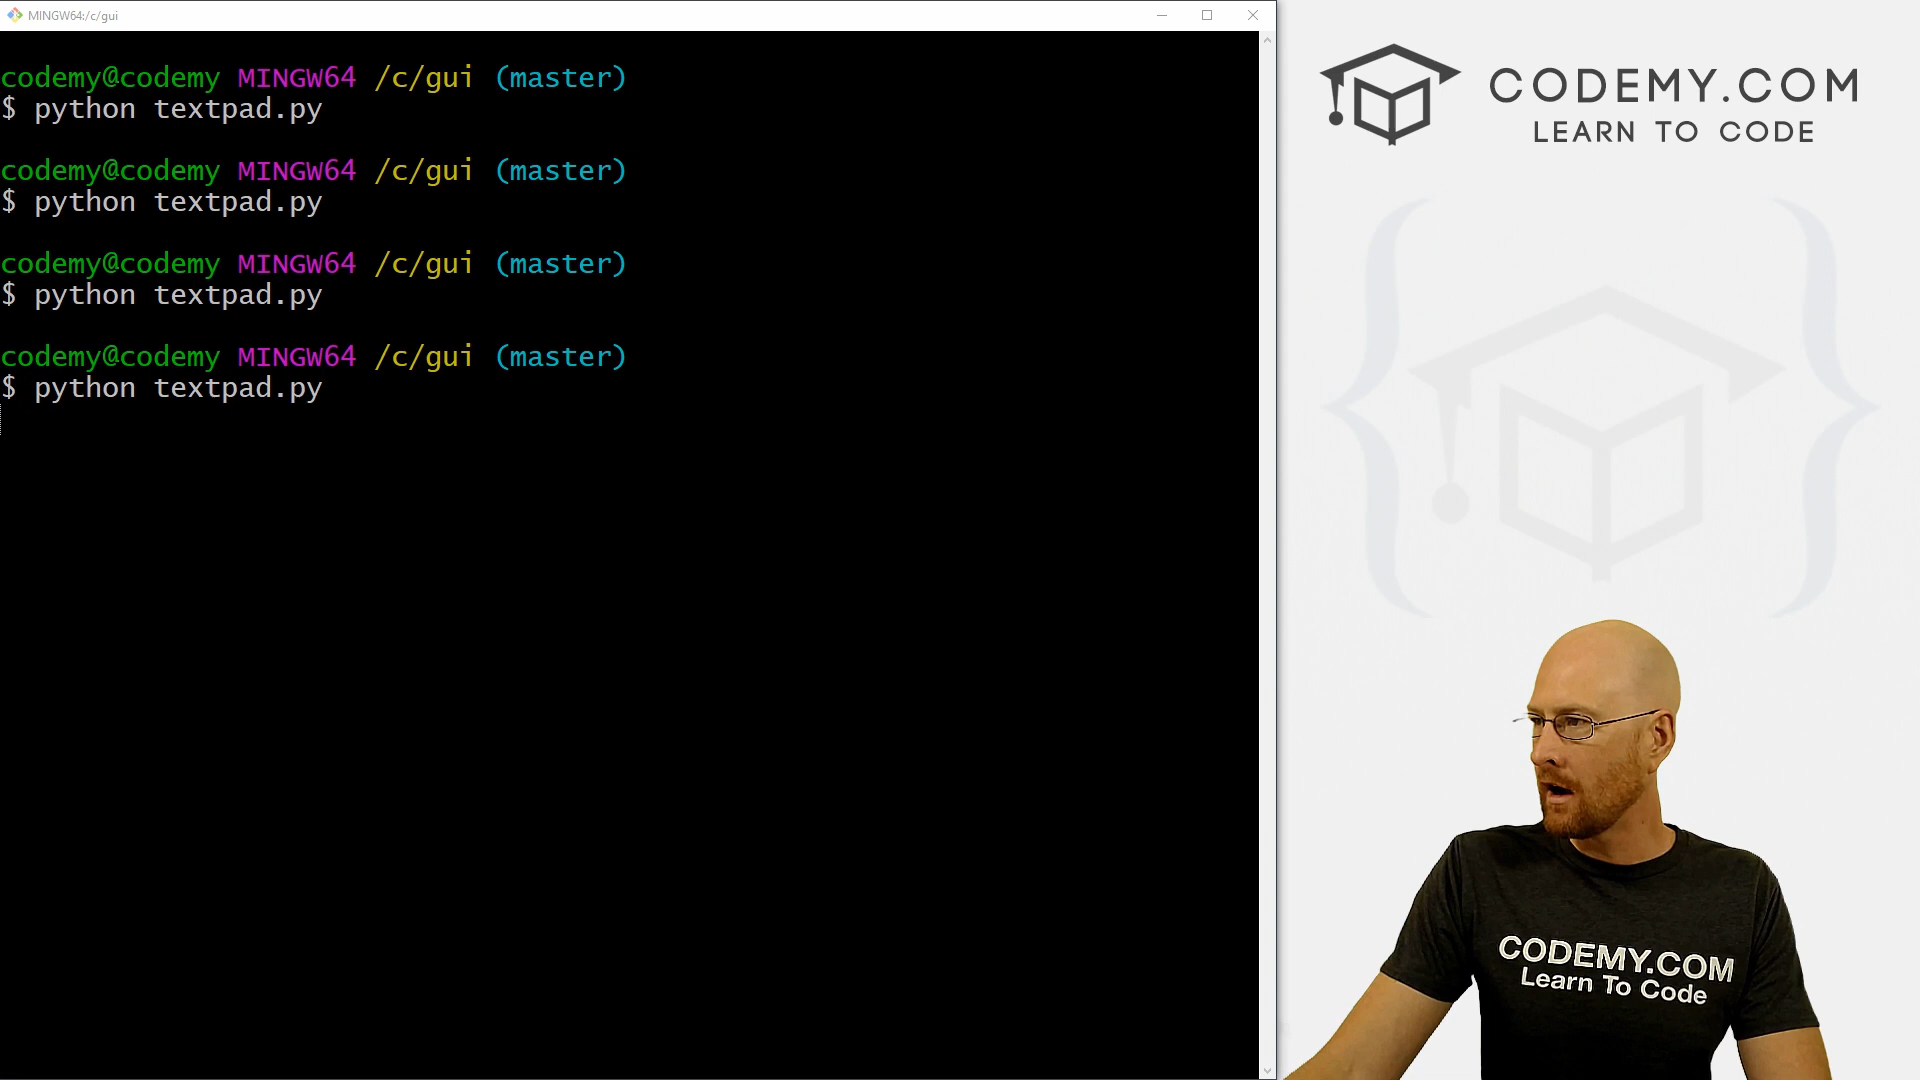 MINGW64:/c/gui
codemy@codemy MINGW64 /c/gui (master)
$ python textpad.py
codemy@codemy MINGW64 /c/gui (master)
$ python textpad.py
codemy@codemy MINGW64 /c/gui (master)
$ python textpad.py
codemy@codemy MINGW64 /c/gui (master)
$ python textpad.py
CODEMY.COM
LEARN TO CODE
CODEMY.COM
Learn To Code